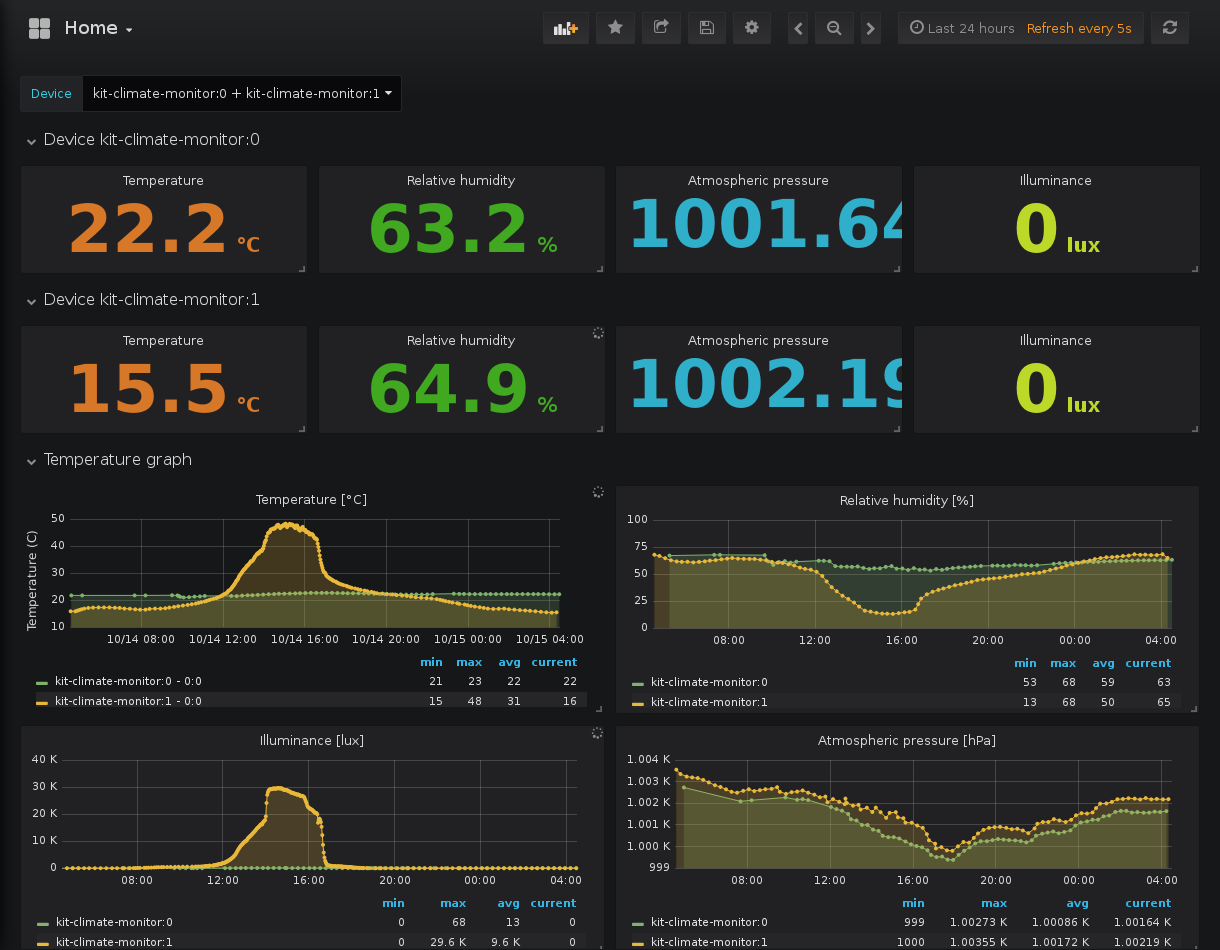 Home
Last 24 hours Refresh every 5s
Device kit-climate-monitor:0 + kit-climate-monitor:1
Device kit-climate-monitor:0
Temperature Relative humidity Atmospheric pressure Illuminance
22.2 °C 63.2 % 1001.64 0 lux
Device kit-climate-monitor:1
Temperature Relative humidity Atmospheric pressure Illuminance
15.5 °C 64.9 % 1002.19 0 lux
Temperature graph
Temperature [°C]
Temperature (C)
50
40
30
20
10
10/14 08:00 10/14 12:00 10/14 16:00 10/14 20:00 10/15 00:00 10/15 04:00
min max avg current
kit-climate-monitor:0 - 0:0 21 23 22 22
kit-climate-monitor:1 - 0:0 15 48 31 16
Relative humidity [%]
100
75
50
25
0
08:00 12:00 16:00 20:00 00:00 04:00
min max avg current
kit-climate-monitor:0 53 68 59 63
kit-climate-monitor:1 13 68 50 65
Illuminance [lux]
40 K
30 K
20 K
10 K
0
08:00 12:00 16:00 20:00 00:00 04:00
min max avg current
kit-climate-monitor:0 0 68 13 0
kit-climate-monitor:1 0 29.6 K 9.6 K 0
Atmospheric pressure [hPa]
1.004 K
1.003 K
1.002 K
1.001 K
1.000 K
999
08:00 12:00 16:00 20:00 00:00 04:00
min max avg current
kit-climate-monitor:0 999 1.00273 K 1.00086 K 1.00164 K
kit-climate-monitor:1 1000 1.00355 K 1.00172 K 1.00219 K